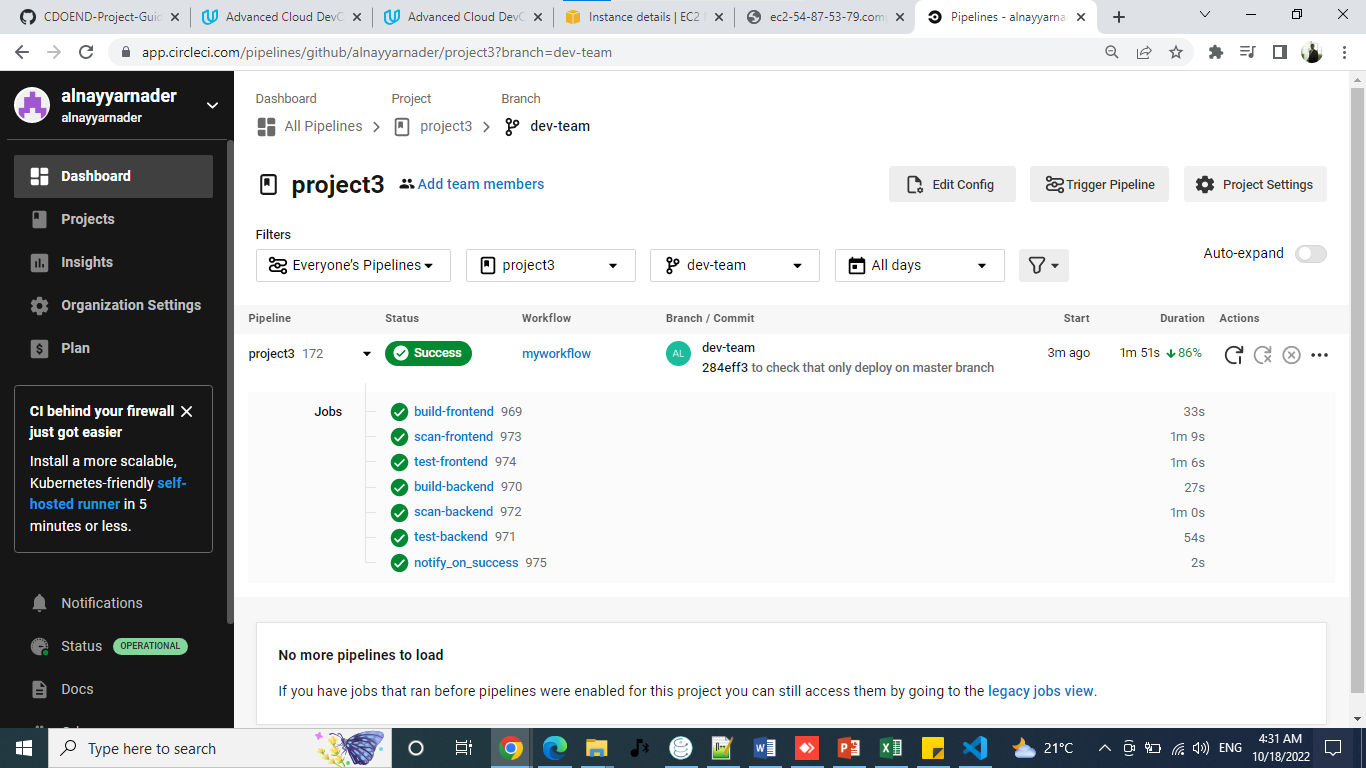 CDOEND-Project-Guid
Advanced Cloud DevO
Advanced Cloud DevO
Instance details | EC2
ec2-54-87-53-79.com
Pipelines - alnayyarna
app.circleci.com/pipelines/github/alnayyarnader/project3?branch=dev-team
alnayyarnader
alnayyarnader
Dashboard
Projects
Insights
Organization Settings
Plan
CI behind your firewall
just got easier
Install a more scalable,
Kubernetes-friendly self-
hosted runner in 5
minutes or less.
Notifications
Status OPERATIONAL
Docs
Dashboard Project Branch
All Pipelines project3 dev-team
project3 Add team members
Edit Config Trigger Pipeline Project Settings
Filters
Everyone's Pipelines project3 dev-team All days
Auto-expand
Pipeline Status Workflow Branch / Commit Start Duration Actions
project3 172 Success myworkflow AL dev-team 3m ago 1m 51s 86%
284eff3 to check that only deploy on master branch
Jobs build-frontend 969 33s
scan-frontend 973 1m 9s
test-frontend 974 1m 6s
build-backend 970 27s
scan-backend 972 1m 0s
test-backend 971 54s
notify_on_success 975 2s
No more pipelines to load
If you have jobs that ran before pipelines were enabled for this project you can still access them by going to the legacy jobs view.
Type here to search
21°C
ENG
4:31 AM
10/18/2022